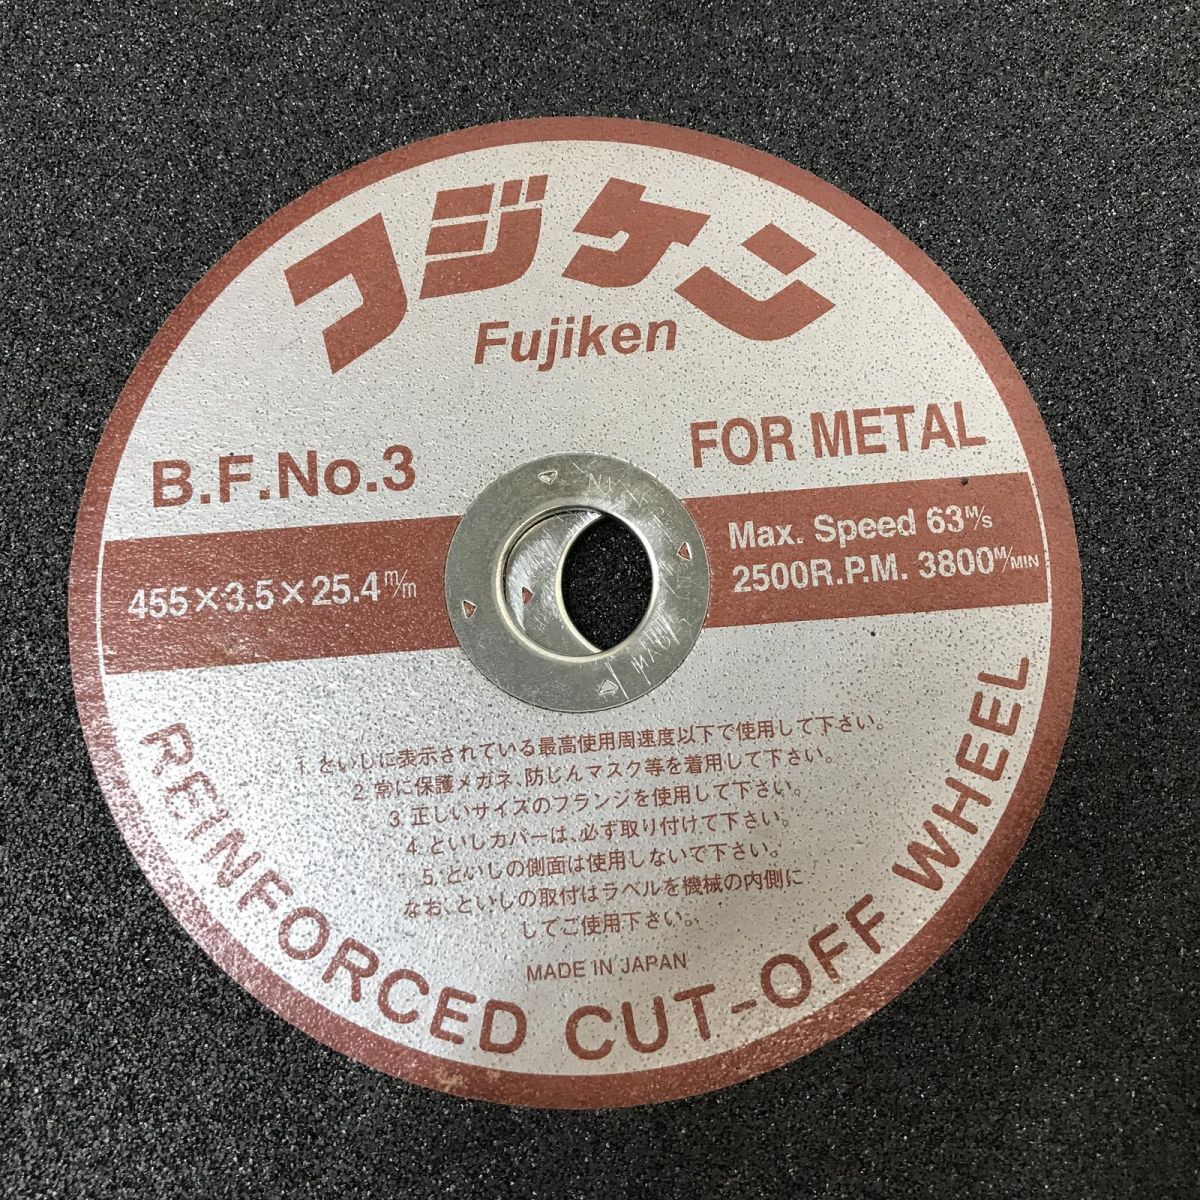 フジケン
Fujiken
B.F.No.3
FOR METAL
455×3.5×25.4m/m
Max. Speed 63M/S
2500R.P.M. 3800M/MIN
1. といしに表示されている最高使用周速度以下で使用して下さい。
2. 常に保護メガネ、防じんマスク等を着用して下さい。
3. 正しいサイズのフランジを使用して下さい。
4. といしカバーは、必ず取り付けて下さい。
5. といしの側面は使用しないで下さい。
なお、といしの取付はラベルを機械の内側に
してご使用下さい。
MADE IN JAPAN
REINFORCED CUT-OFF WHEEL